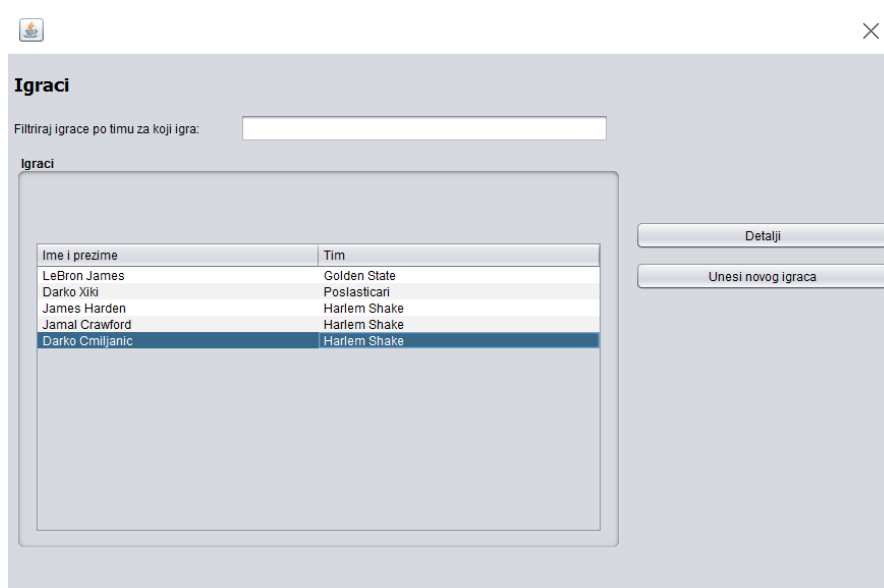 Igraci
Filtriraj igrace po timu za koji igra:
Igraci
Detalji
Unesi novog igraca
Ime i prezime Tim
LeBron James Golden State
Darko Xiki Poslasticari
James Harden Harlem Shake
Jamal Crawford Harlem Shake
Darko Cmiljanic Harlem Shake